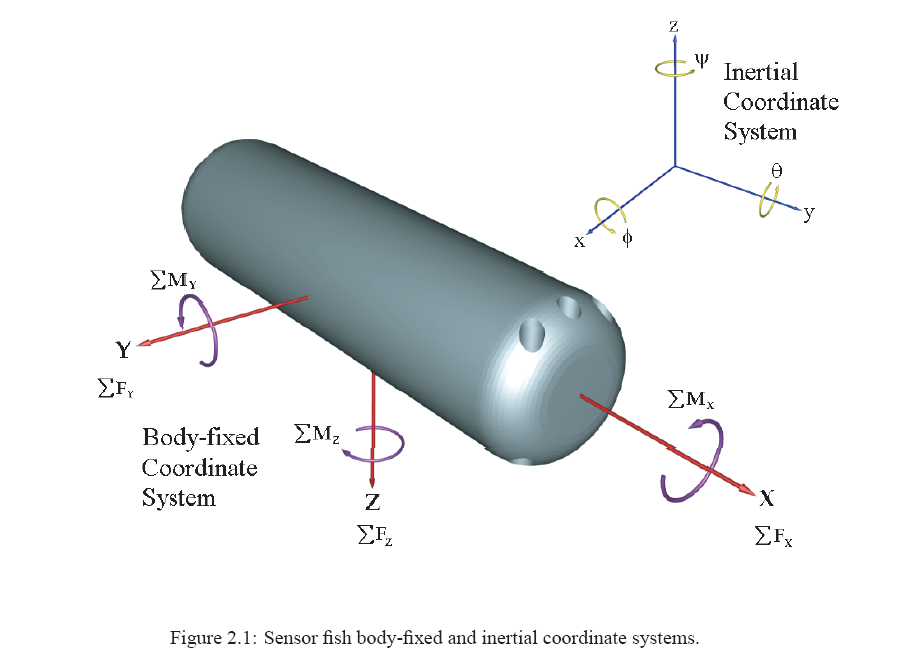 z
ψ
Inertial
Coordinate
System
θ
y
x
ϕ
ΣM_Y
Y
ΣF_Y
Body-fixed
Coordinate
System
ΣM_Z
Z
ΣF_Z
ΣM_X
X
ΣF_X
Figure 2.1: Sensor fish body-fixed and inertial coordinate systems.